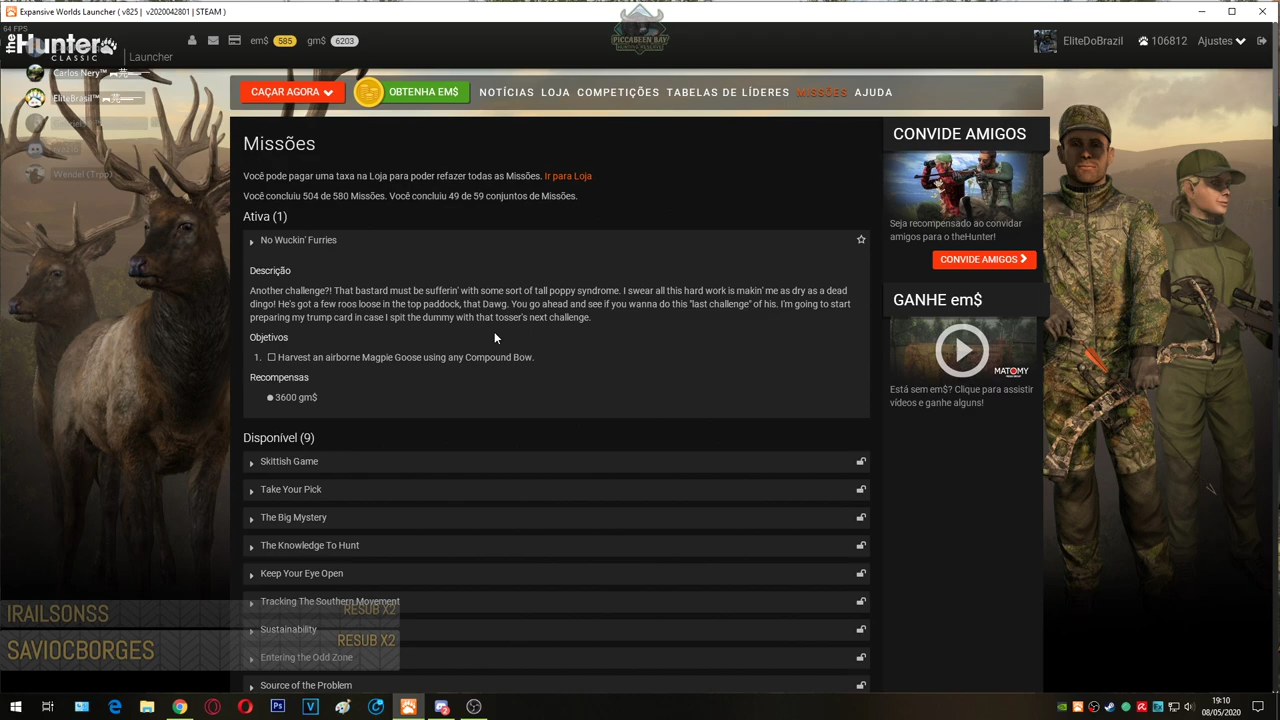 Expansive Worlds Launcher ( v825 | v2020042801 | STEAM )
64 FPS
theHunter
CLASSIC
Launcher
em$ 585 gm$ 6203
PICCABEEN BAY
HUNTING RESERVE
EliteDoBrazil 106812 Ajustes
Carlos Nery™
EliteBrasil™
Wendel (Trpp)
CAÇAR AGORA
OBTENHA EM$
NOTÍCIAS LOJA COMPETIÇÕES TABELAS DE LÍDERES MISSÕES AJUDA
Missões
Você pode pagar uma taxa na Loja para poder refazer todas as Missões. Ir para Loja
Você concluiu 504 de 580 Missões. Você concluiu 49 de 59 conjuntos de Missões.
Ativa (1)
No Wuckin' Furries
Descrição
Another challenge?! That bastard must be sufferin' with some sort of tall poppy syndrome. I swear all this hard work is makin' me as dry as a dead
dingo! He's got a few roos loose in the top paddock, that Dawg. You go ahead and see if you wanna do this "last challenge" of his. I'm going to start
preparing my trump card in case I spit the dummy with that tosser's next challenge.
Objetivos
1. Harvest an airborne Magpie Goose using any Compound Bow.
Recompensas
3600 gm$
Disponível (9)
Skittish Game
Take Your Pick
The Big Mystery
The Knowledge To Hunt
Keep Your Eye Open
Tracking The Southern Movement
Sustainability
Entering the Odd Zone
Source of the Problem
CONVIDE AMIGOS
Seja recompensado ao convidar
amigos para o theHunter!
CONVIDE AMIGOS
GANHE em$
MATOMY
Está sem em$? Clique para assistir
vídeos e ganhe alguns!
IRAILSONSS RESUB X2
SAVIOCBORGES RESUB X2
19:10
08/05/2020